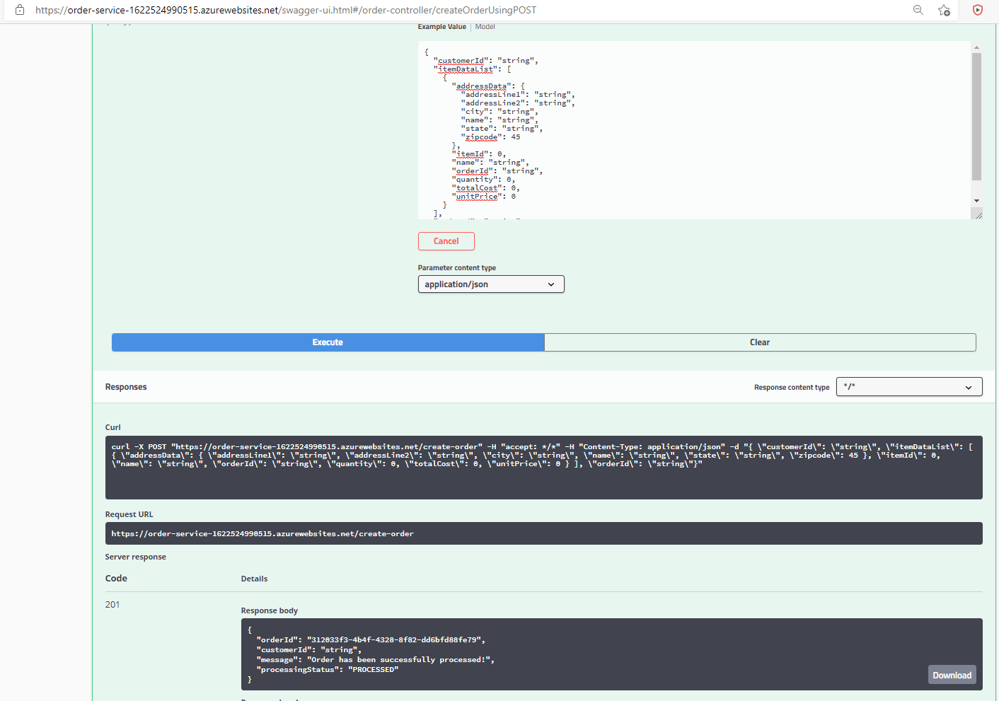 https://order-service-1622524990515.azurewebsites.net/swagger-ui.html#/order-controller/createOrderUsingPOST
Example Value | Model
{
  "customerId": "string",
  "itemDataList": [
    {
      "addressData": {
        "addressLine1": "string",
        "addressLine2": "string",
        "city": "string",
        "name": "string",
        "state": "string",
        "zipcode": 45
      },
      "itemId": 0,
      "name": "string",
      "orderId": "string",
      "quantity": 0,
      "totalCost": 0,
      "unitPrice": 0
    }
  ],
Cancel
Parameter content type
application/json
Execute
Clear
Responses
Response content type
*/*
Curl
curl -X POST "https://order-service-1622524990515.azurewebsites.net/create-order" -H "accept: */*" -H "Content-Type: application/json" -d "{ \"customerId\": \"string\", \"itemDataList\": [
{ \"addressData\": { \"addressLine1\": \"string\", \"addressLine2\": \"string\", \"city\": \"string\", \"name\": \"string\", \"state\": \"string\", \"zipcode\": 45 }, \"itemId\": 0,
\"name\": \"string\", \"orderId\": \"string\", \"quantity\": 0, \"totalCost\": 0, \"unitPrice\": 0 } ], \"orderId\": \"string\"}"
Request URL
https://order-service-1622524990515.azurewebsites.net/create-order
Server response
Code
Details
201
Response body
{
  "orderId": "312033f3-4b4f-4328-8f82-dd6bfd88fe79",
  "customerId": "string",
  "message": "Order has been successfully processed!",
  "processingStatus": "PROCESSED"
}
Download